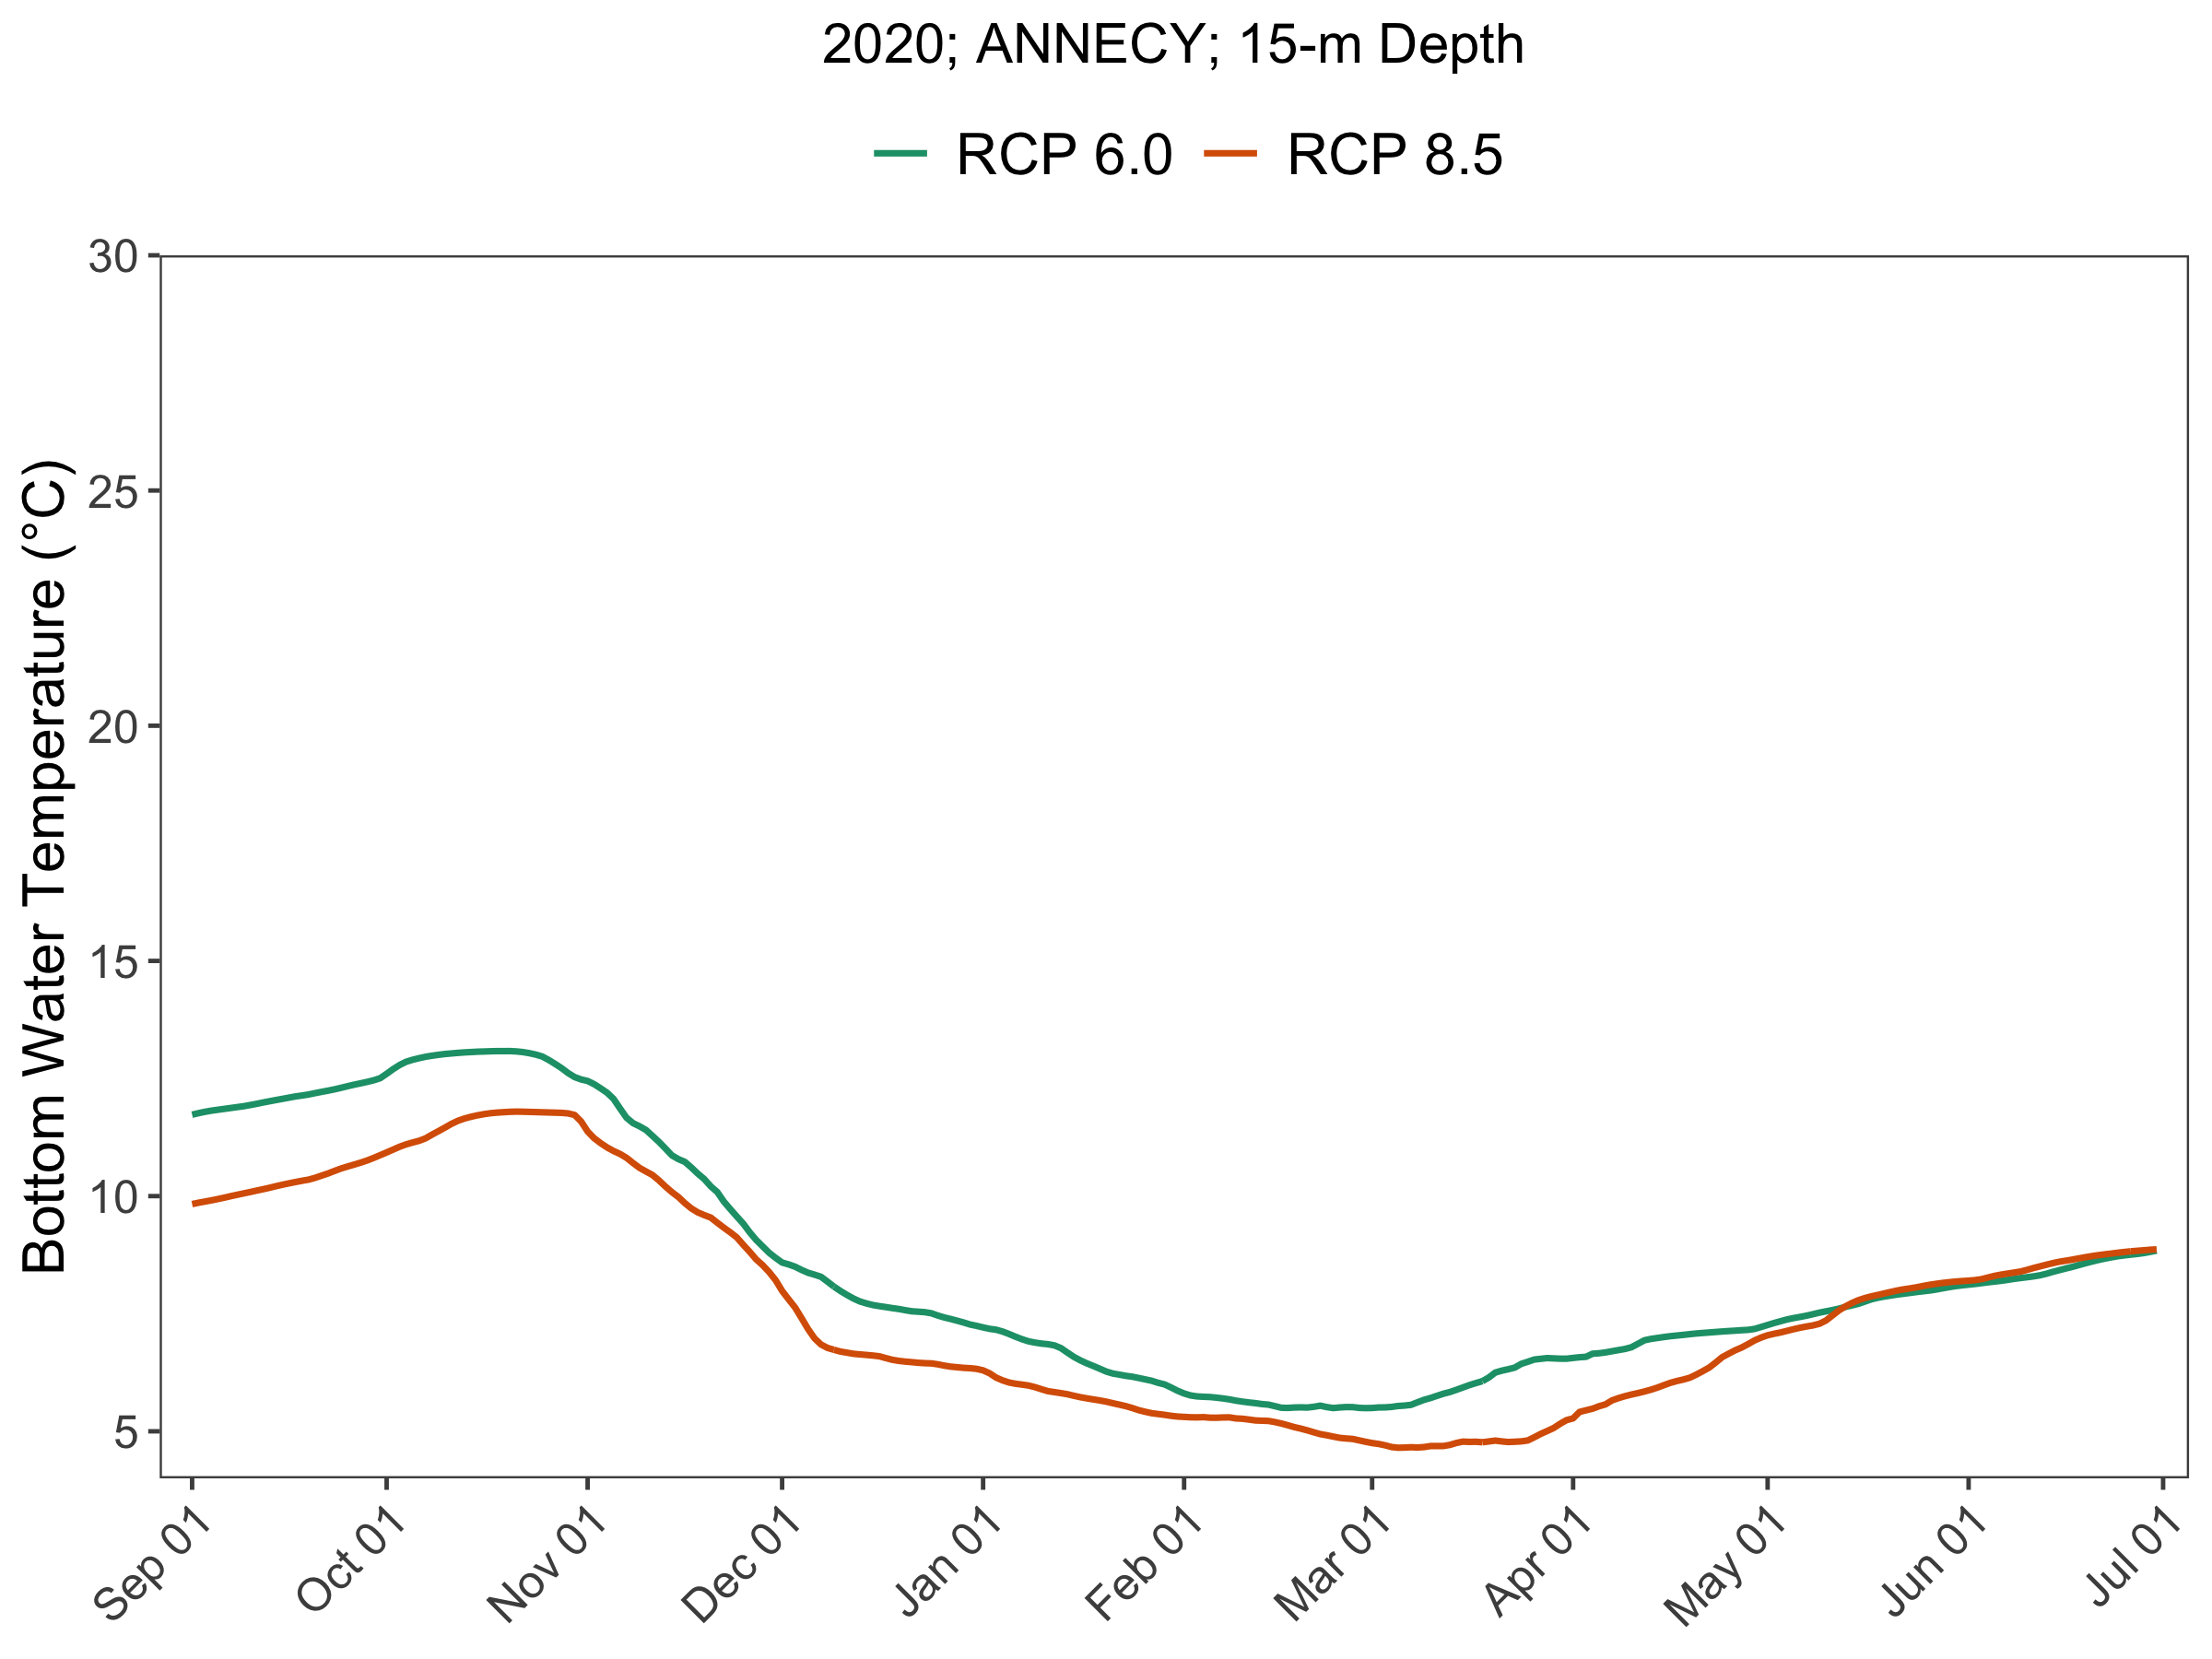 2020; ANNECY; 15-m Depth
RCP 6.0 RCP 8.5
Bottom Water Temperature (°C)
30
25
20
15
10
5
Sep 01 Oct 01 Nov 01 Dec 01 Jan 01 Feb 01 Mar 01 Apr 01 May 01 Jun 01 Jul 01